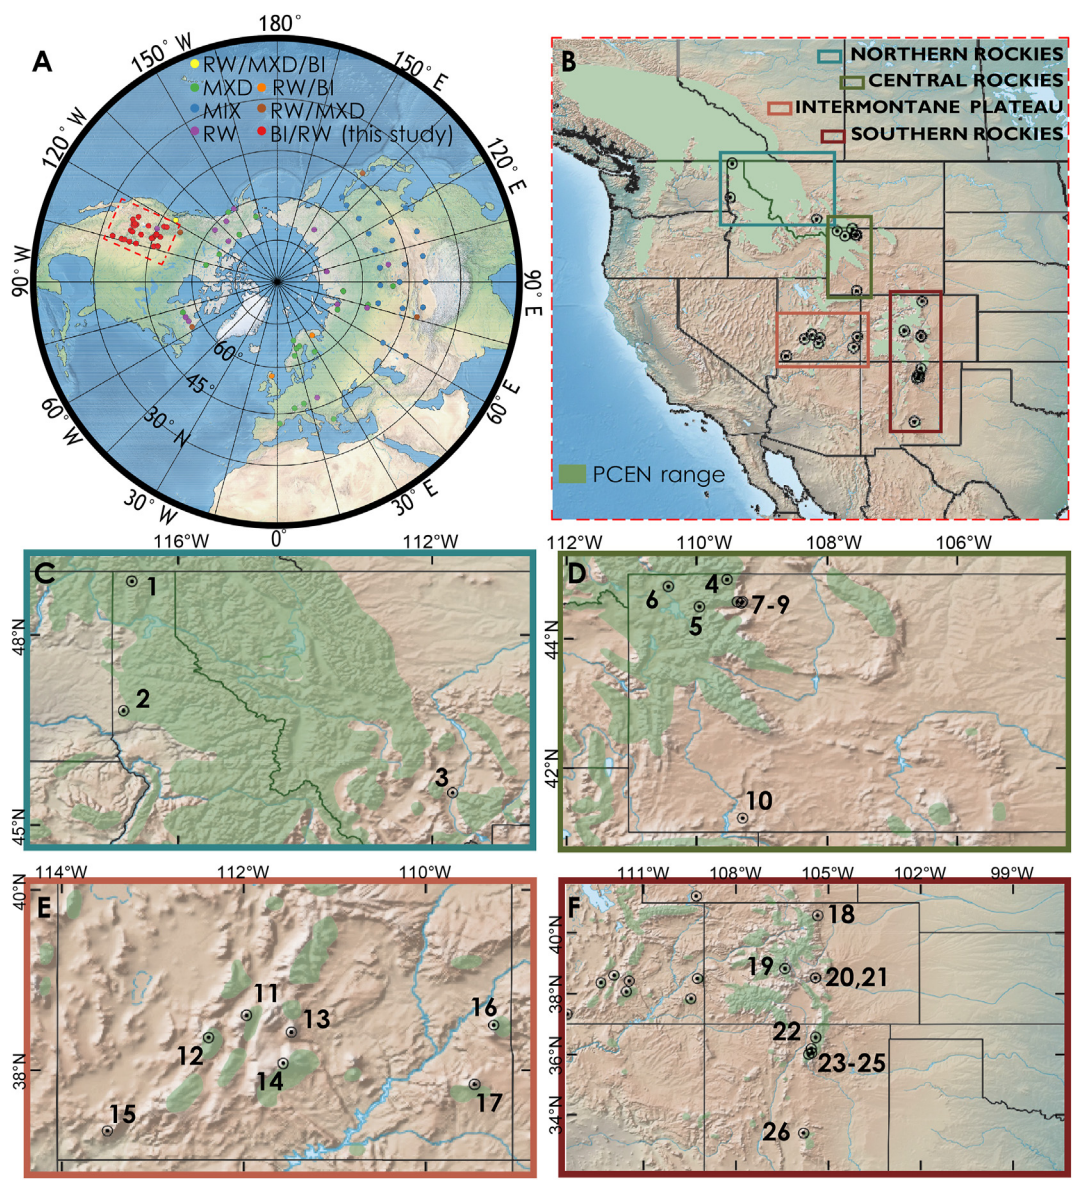 A
180°
150° W
150° E
120° W
120° E
90°W
90°E
60° W
60° E
30° W
30° E
0°
60°
45°
30° N
RW/MXD/BI
MXD
RW/BI
MIX
RW/MXD
RW
BI/RW (this study)
B
NORTHERN ROCKIES
CENTRAL ROCKIES
INTERMONTANE PLATEAU
SOUTHERN ROCKIES
PCEN range
116°W
112°W
C
48°N
45°N
1
2
3
112°W
110°W
108°W
106°W
D
44°N
42°N
4
5
6
7-9
10
114°W
112°W
110°W
E
40°N
38°N
11
12
13
14
15
16
17
111°W
108°W
105°W
102°W
99°W
F
40°N
38°N
36°N
34°N
18
19
20,21
22
23-25
26